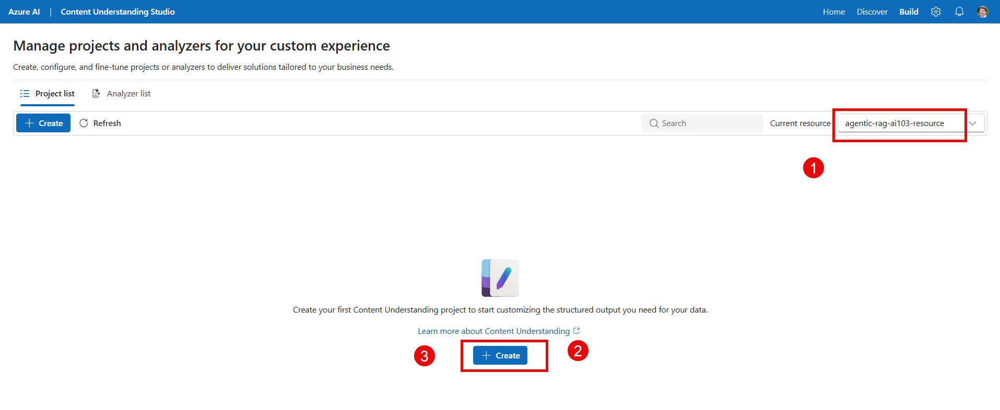 Azure AI | Content Understanding Studio Home Discover Build
Manage projects and analyzers for your custom experience
Create, configure, and fine-tune projects or analyzers to deliver solutions tailored to your business needs.
Project list Analyzer list
Create Refresh Search Current resource agentic-rag-ai103-resource
1
Create your first Content Understanding project to start customizing the structured output you need for your data.
Learn more about Content Understanding
3 Create 2